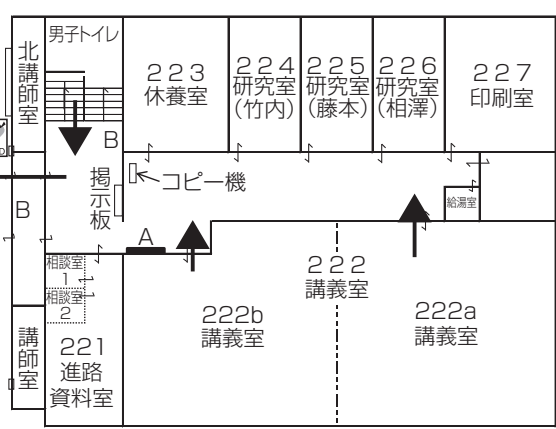 男子トイレ
北講師室
223
休養室
224
研究室
(竹内)
225
研究室
(藤本)
226
研究室
(相澤)
227
印刷室
B
掲示板
コピー機
給湯室
B
A
相談室
1
相談室
2
222
講義室
222b
講義室
222a
講義室
221
進路
資料室
講師室